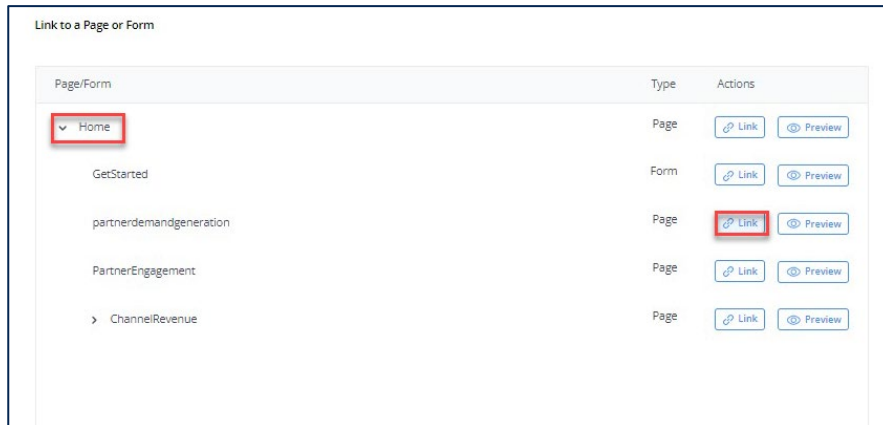 Link to a Page or Form
Page/Form Type Actions
Home Page Link Preview
GetStarted Form Link Preview
partnerdemandgeneration Page Link Preview
PartnerEngagement Page Link Preview
ChannelRevenue Page Link Preview